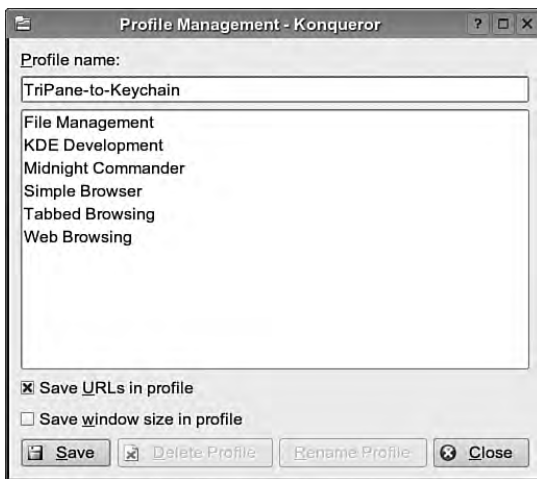 Profile Management - Konqueror
Profile name:
TriPane-to-Keychain
File Management
KDE Development
Midnight Commander
Simple Browser
Tabbed Browsing
Web Browsing
Save URLs in profile
Save window size in profile
Save Delete Profile Rename Profile Close